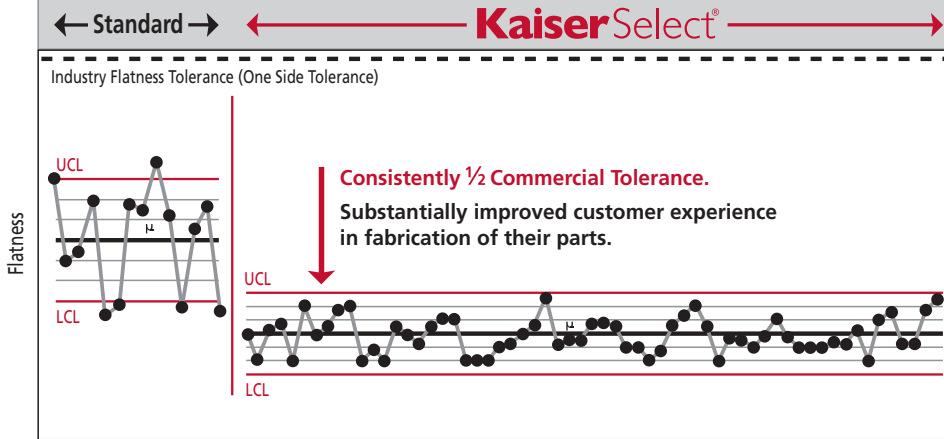 Standard
KaiserSelect®
Industry Flatness Tolerance (One Side Tolerance)
Flatness
UCL
μ
LCL
Consistently ½ Commercial Tolerance.
Substantially improved customer experience
in fabrication of their parts.
UCL
μ
LCL